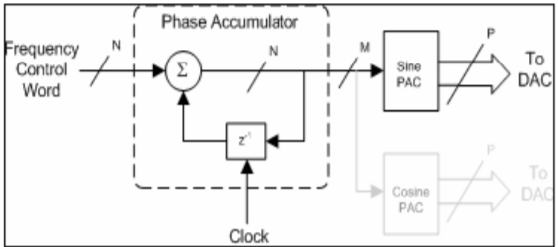 Phase Accumulator
Frequency
Control
Word
N
Σ
N
M
Sine
PAC
P
To
DAC
z⁻¹
Cosine
PAC
P
To
DAC
Clock